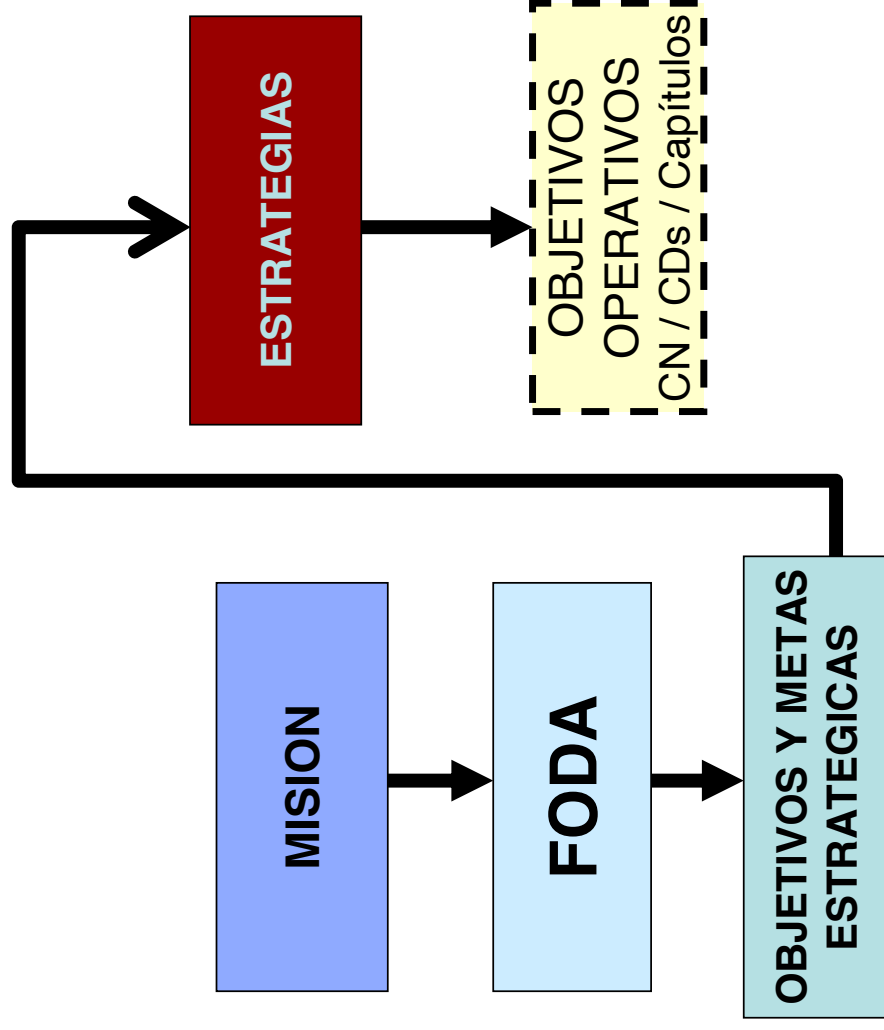 MISION
FODA
OBJETIVOS Y METAS
ESTRATEGICAS
ESTRATEGIAS
OBJETIVOS
OPERATIVOS
CN / CDs / Capítulos